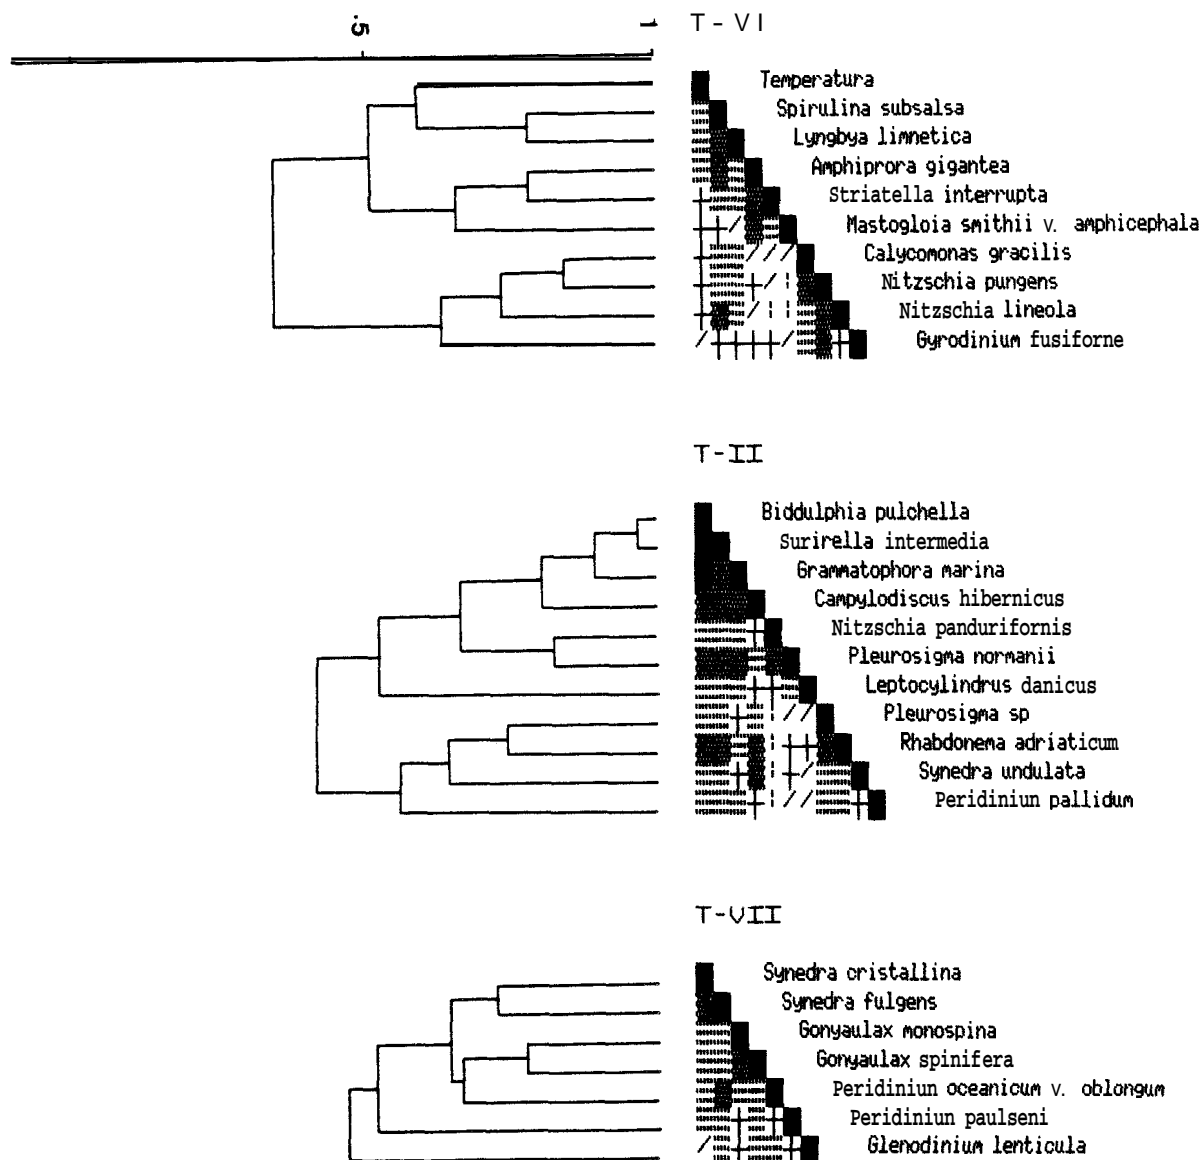 .5
1
T-VI
Temperatura
Spirulina subsalsa
Lyngbya limnetica
Amphiprora gigantea
Striatella interrupta
Mastogloia smithii v. amphicephala
Calycomonas gracilis
Nitzschia pungens
Nitzschia lineola
Gyrodinium fusiforne
T-II
Biddulphia pulchella
Surirella intermedia
Grammatophora marina
Campylodiscus hibernicus
Nitzschia pandurifornis
Pleurosigma normanii
Leptocylindrus danicus
Pleurosigma sp
Rhabdonema adriaticum
Synedra undulata
Peridiniun pallidum
T-VII
Synedra cristallina
Synedra fulgens
Gonyaulax monospina
Gonyaulax spinifera
Peridiniun oceanicum v. oblongum
Peridiniun paulseni
Glenodinium lenticula